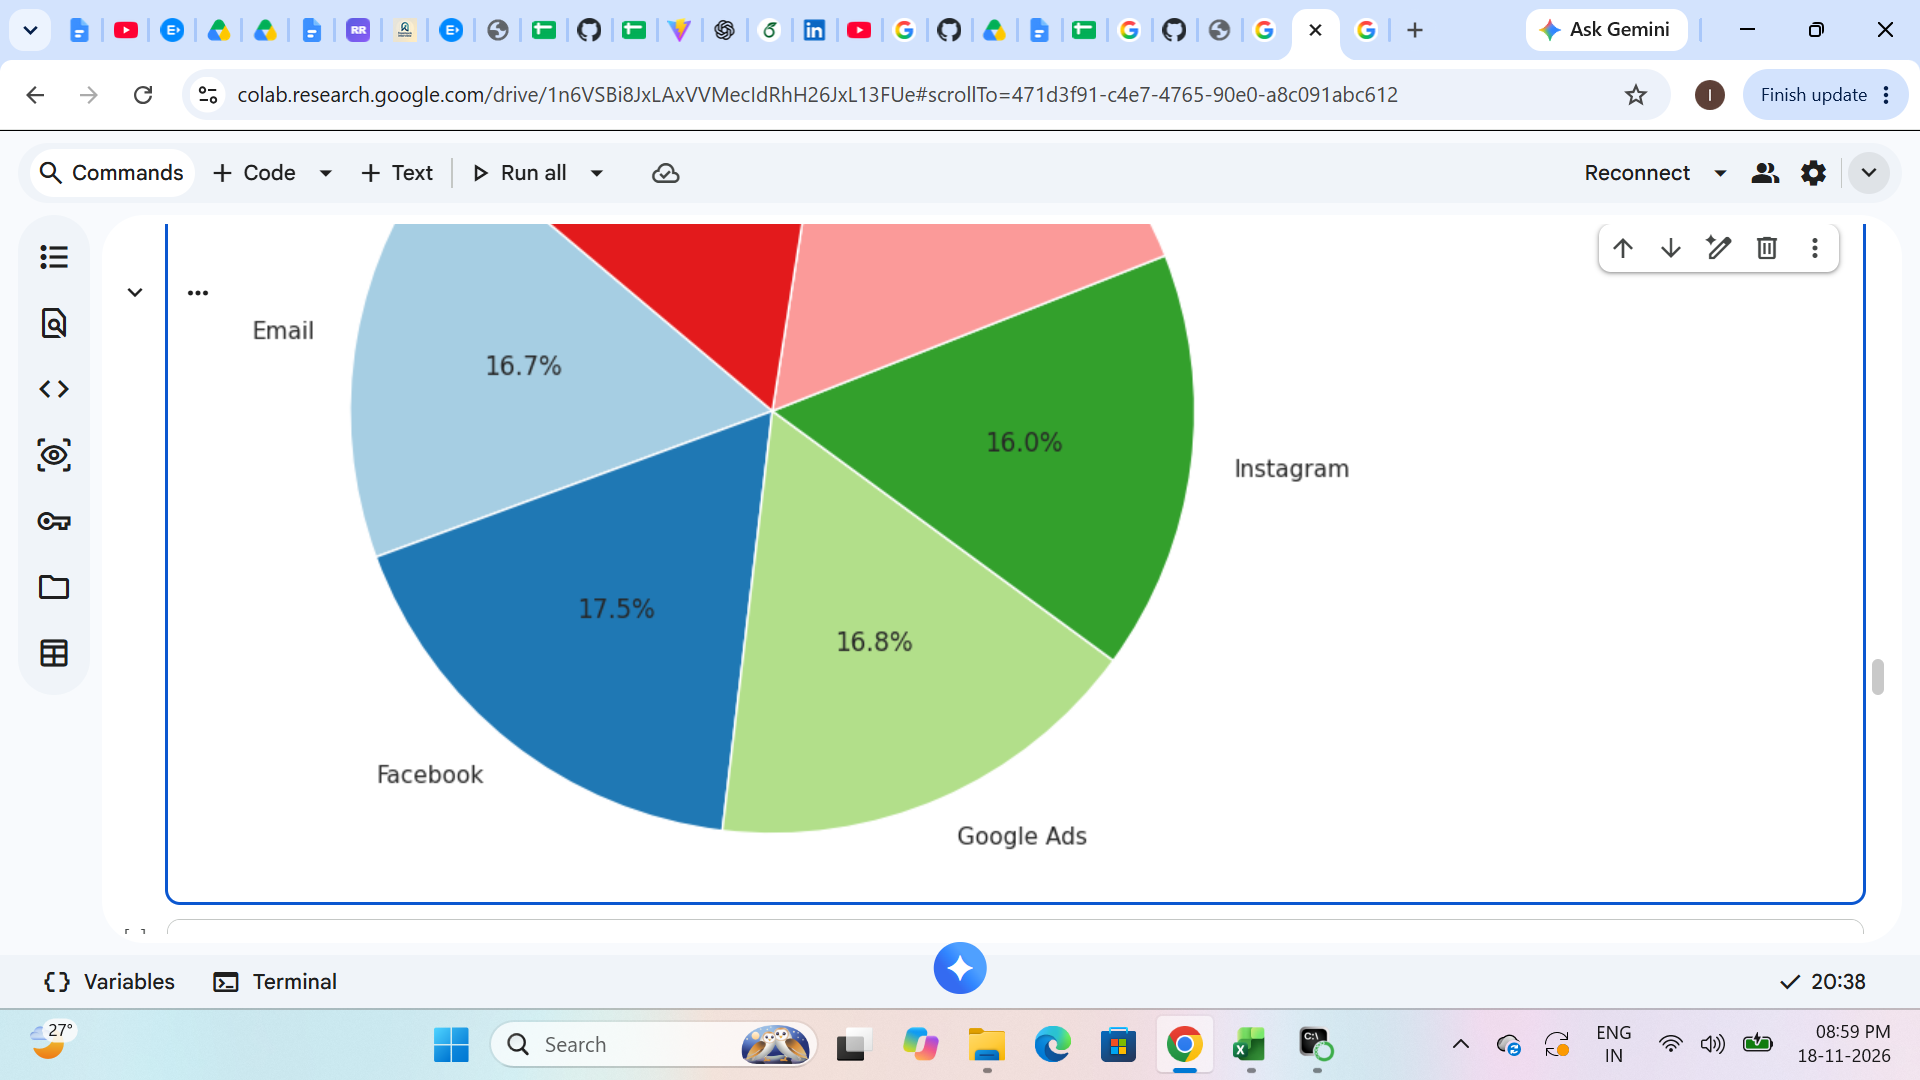 RR
Ask Gemini
colab.research.google.com/drive/1n6VSBi8JxLAxVVMecIdRhH26JxL13FUe#scrollTo=471d3f91-c4e7-4765-90e0-a8c091abc612
I
Finish update
Commands
+ Code
+ Text
Run all
Reconnect
Email
16.7%
16.0%
Instagram
17.5%
16.8%
Facebook
Google Ads
Variables
Terminal
20:38
27°
Search
ENG
IN
08:59 PM
18-11-2026